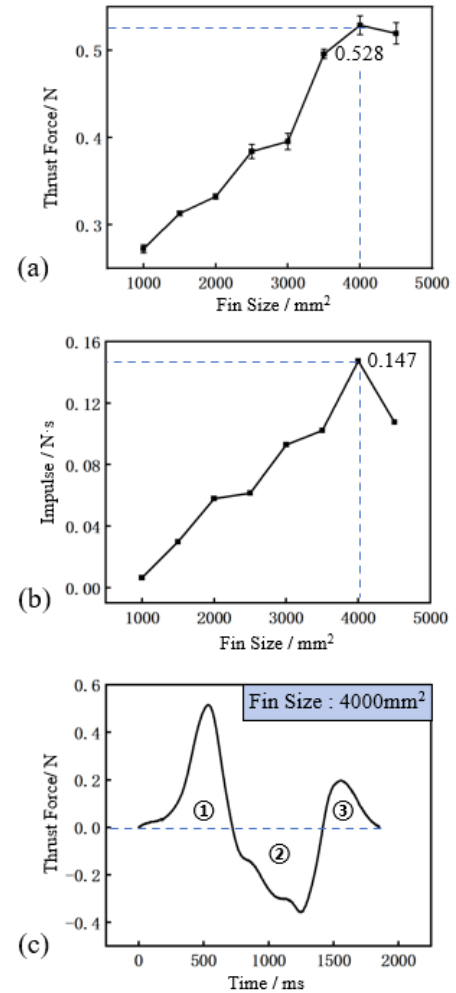 Thrust Force/ N
0.5
0.4
0.3
0.528
(a)
1000 2000 3000 4000 5000
Fin Size / mm²
Impulse / N·s
0.16
0.12
0.08
0.04
0.00
0.147
(b)
1000 2000 3000 4000 5000
Fin Size / mm²
Thrust Force/ N
0.6
0.4
0.2
0.0
-0.2
-0.4
Fin Size : 4000mm²
①
②
③
(c)
0 500 1000 1500 2000
Time / ms